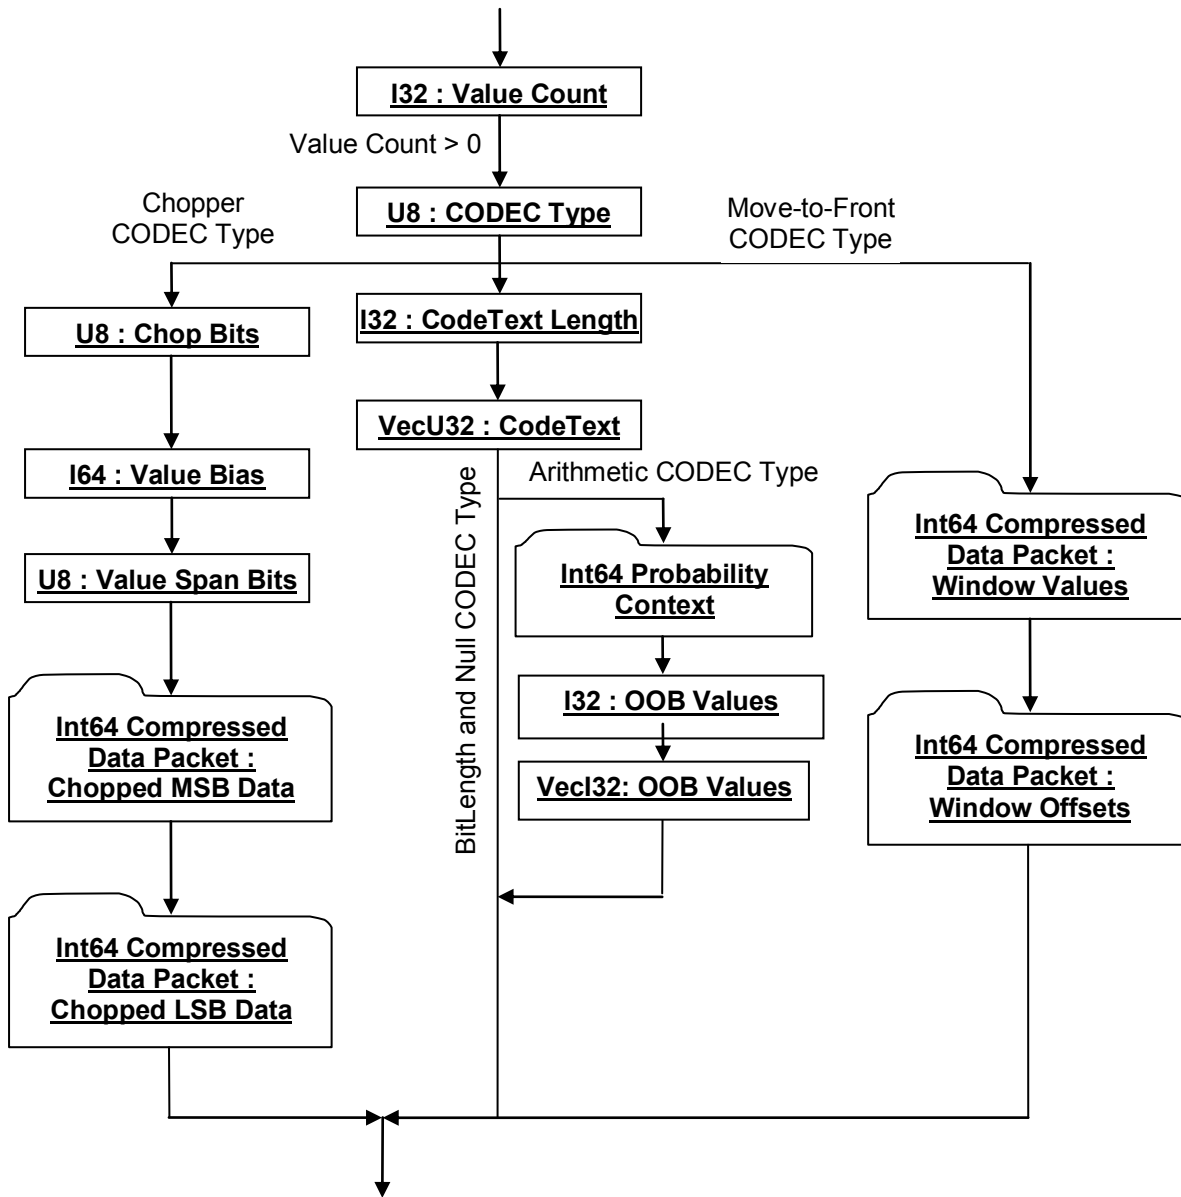 I32 : Value Count
Value Count > 0
U8 : CODEC Type
Chopper
CODEC Type
Move-to-Front
CODEC Type
U8 : Chop Bits
I64 : Value Bias
U8 : Value Span Bits
Int64 Compressed
Data Packet :
Chopped MSB Data
Int64 Compressed
Data Packet :
Chopped LSB Data
I32 : CodeText Length
VecU32 : CodeText
BitLength and Null CODEC Type
Arithmetic CODEC Type
Int64 Probability
Context
I32 : OOB Values
VecI32: OOB Values
Int64 Compressed
Data Packet :
Window Values
Int64 Compressed
Data Packet :
Window Offsets